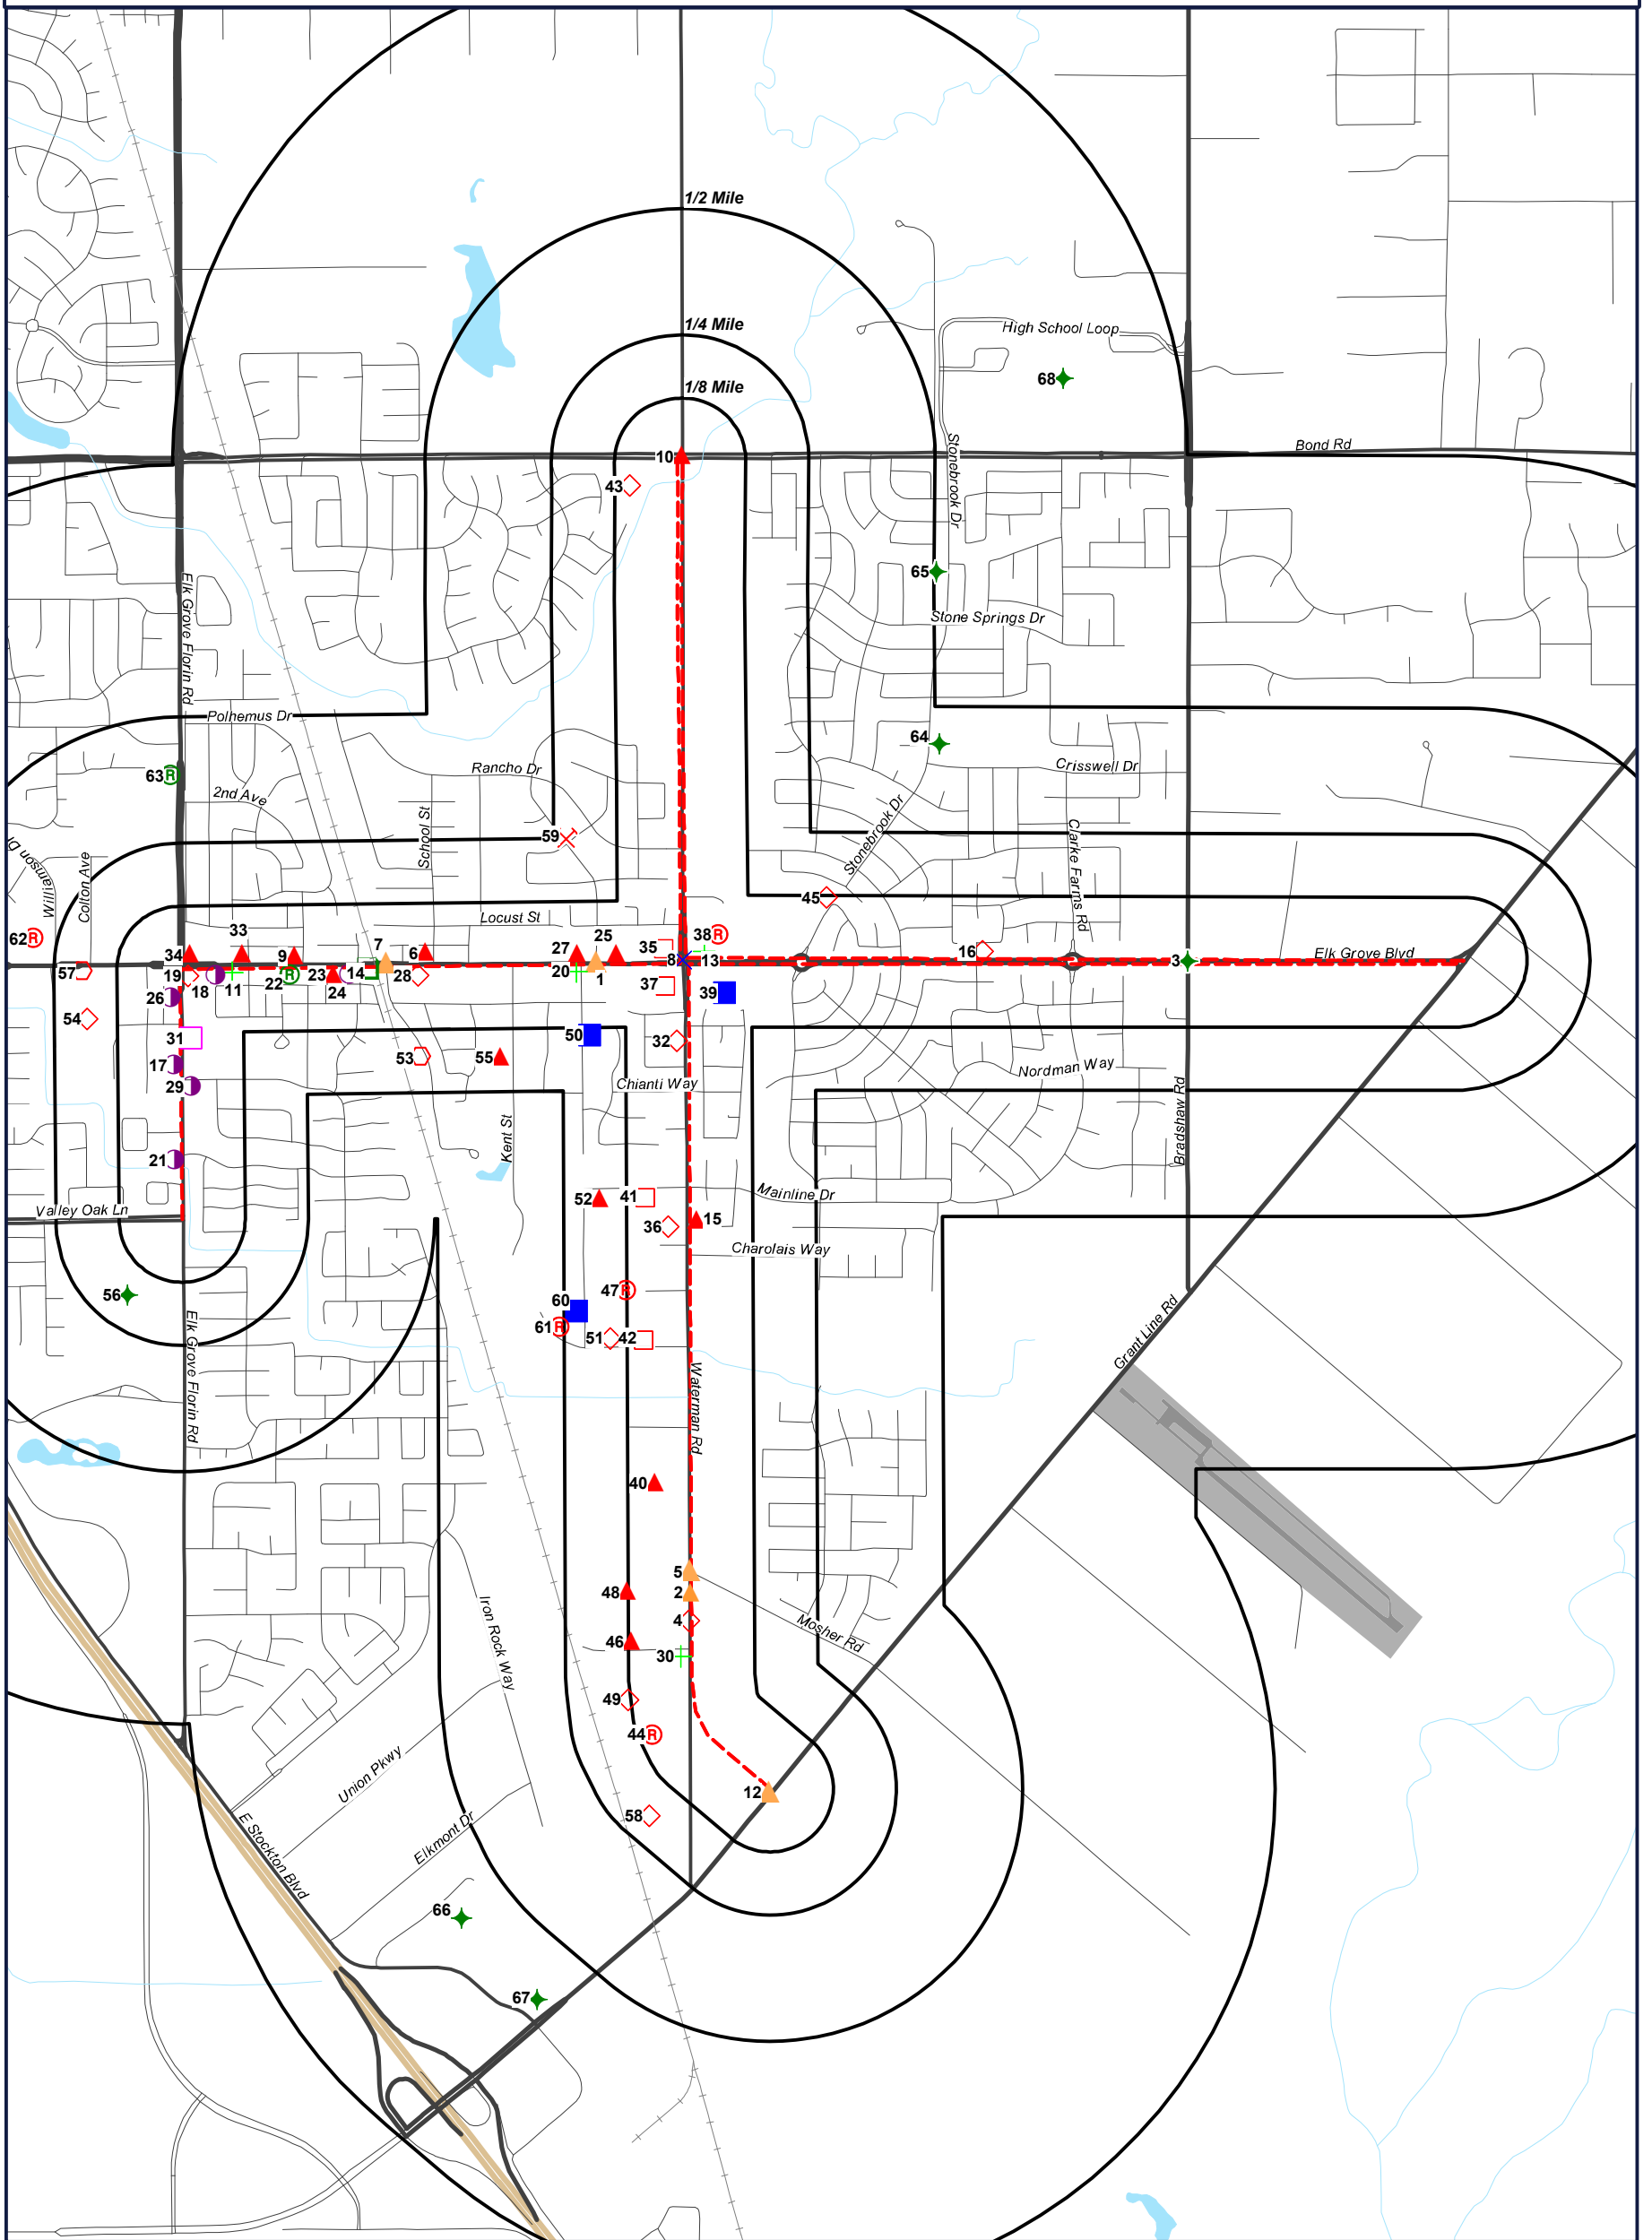 1/2 Mile
1/4 Mile
High School Loop
68
1/8 Mile
Bond Rd
10
43
Stonebrook Dr
65
Elk Grove Florin Rd
Stone Springs Dr
Polhemus Dr
64
Crisswell Dr
Rancho Dr
63 R
2nd Ave
School St
59
Stonebrook Dr
Clarke Farms Rd
Williamson Dr
Colton Ave
45
Locust St
62 R
33
34
9
7
6
27
25
35
38 R
16
Elk Grove Blvd
57
19
18
11
22 R
23
24
14
28
20
1
8
13
3
37
39
26
54
31
50
32
17
53
55
29
Chianti Way
Nordman Way
Kent St
Bradshaw Rd
21
Valley Oak Ln
52
41
Mainline Dr
36
15
Charolais Way
56
47 R
60
61 R
51
42
Elk Grove Florin Rd
Grant Line Rd
Waterman Rd
40
5
48
2
4
Mosher Rd
46
30
Iron Rock Way
49
44 R
Union Pkwy
12
58
E Stockton Blvd
Elkmont Dr
66
67